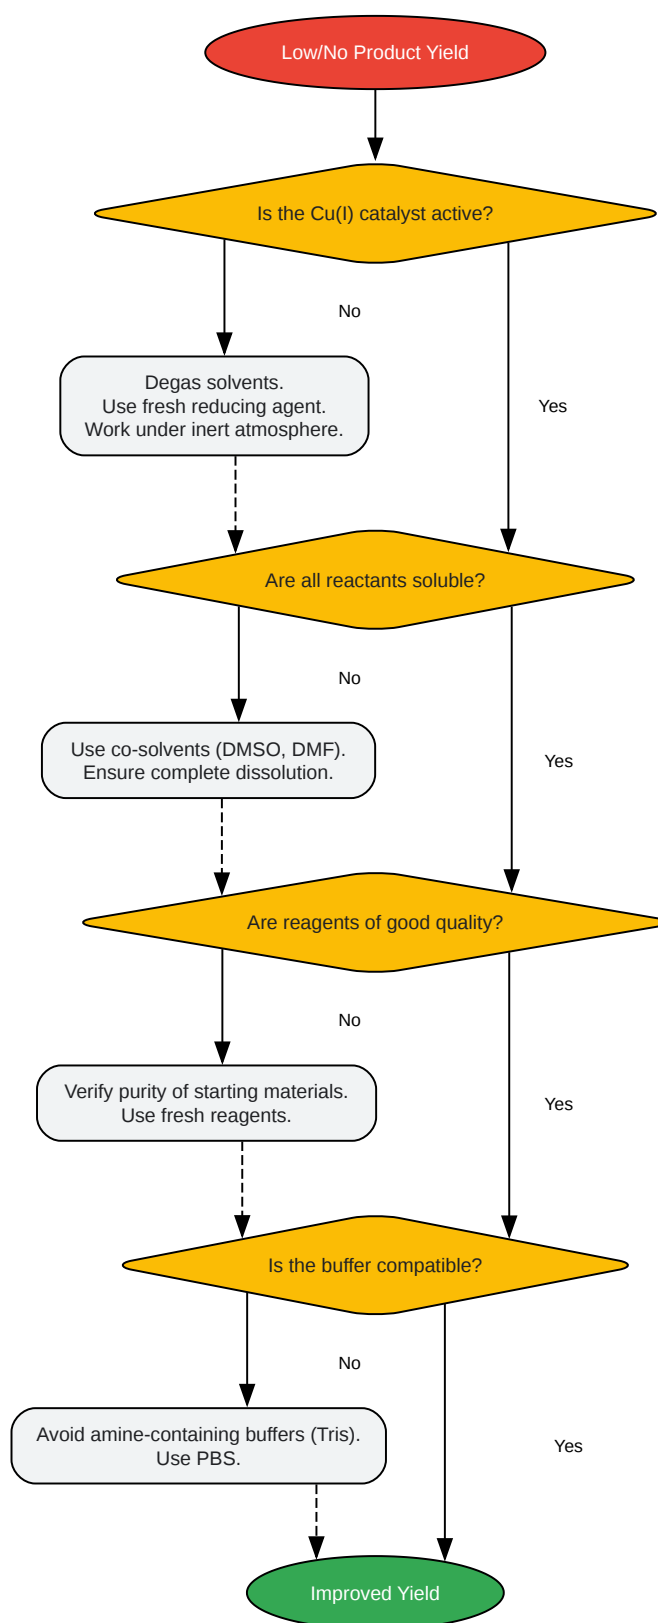 Low/No Product Yield
Is the Cu(I) catalyst active?
No
Degas solvents.
Use fresh reducing agent.
Work under inert atmosphere.
Yes
Are all reactants soluble?
No
Use co-solvents (DMSO, DMF).
Ensure complete dissolution.
Yes
Are reagents of good quality?
No
Verify purity of starting materials.
Use fresh reagents.
Yes
Is the buffer compatible?
No
Avoid amine-containing buffers (Tris).
Use PBS.
Yes
Improved Yield